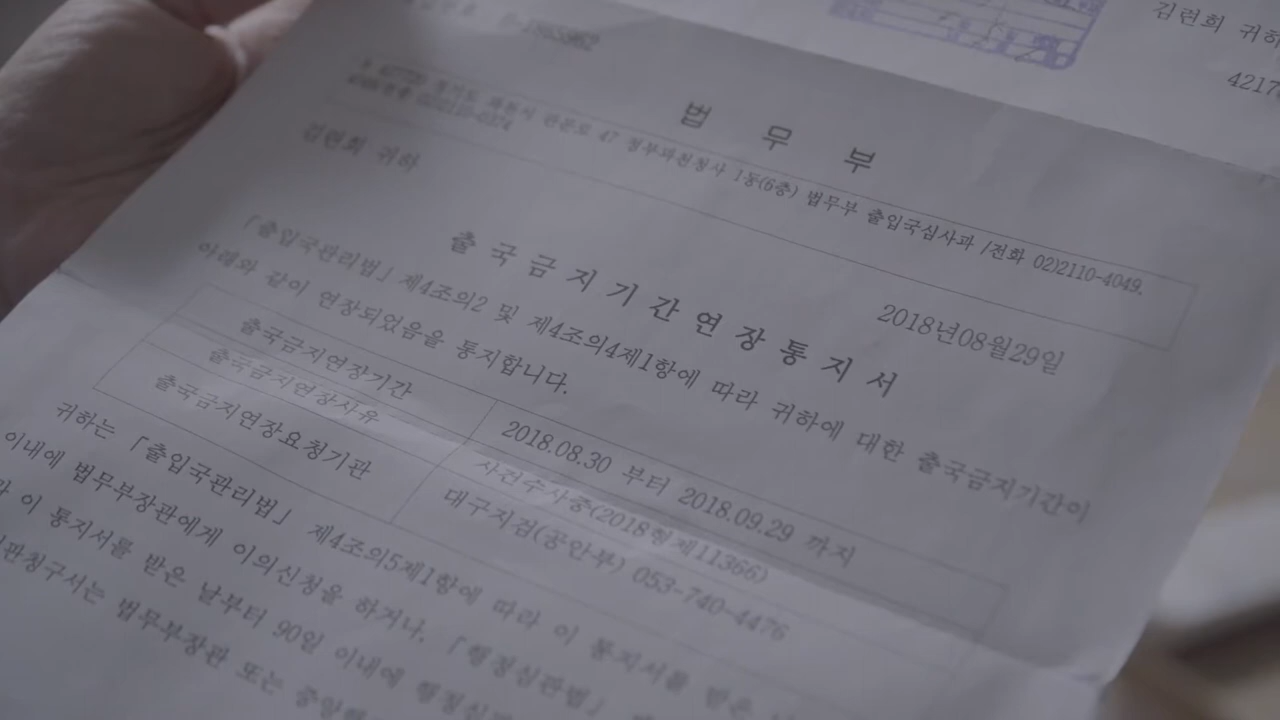 김련희 귀하
4217
법 무 부
47 정부과천청사 1동(6층) 법무부 출입국심사과 /전화 02)2110-4049.
김련희 귀하
2018년08월29일
출 국 금 지 기 간 연 장 통 지 서
「출입국관리법」 제4조의2 및 제4조의4제1항에 따라 귀하에 대한 출국금지기간이
아래와 같이 연장되었음을 통지합니다.
출국금지연장기간 2018.08.30 부터 2018.09.29 까지
출국금지연장사유 사건수사중(2018형제11366)
출국금지연장요청기관 대구지검(공안부) 053-740-4476
귀하는 「출입국관리법」 제4조의5제1항에 따라 이 통지서를 받은
이내에 법무부장관에게 이의신청을 하거나, 「행정심판법」
이 통지서를 받은 날부터 90일 이내에
심판청구서는 법무부장관 또는